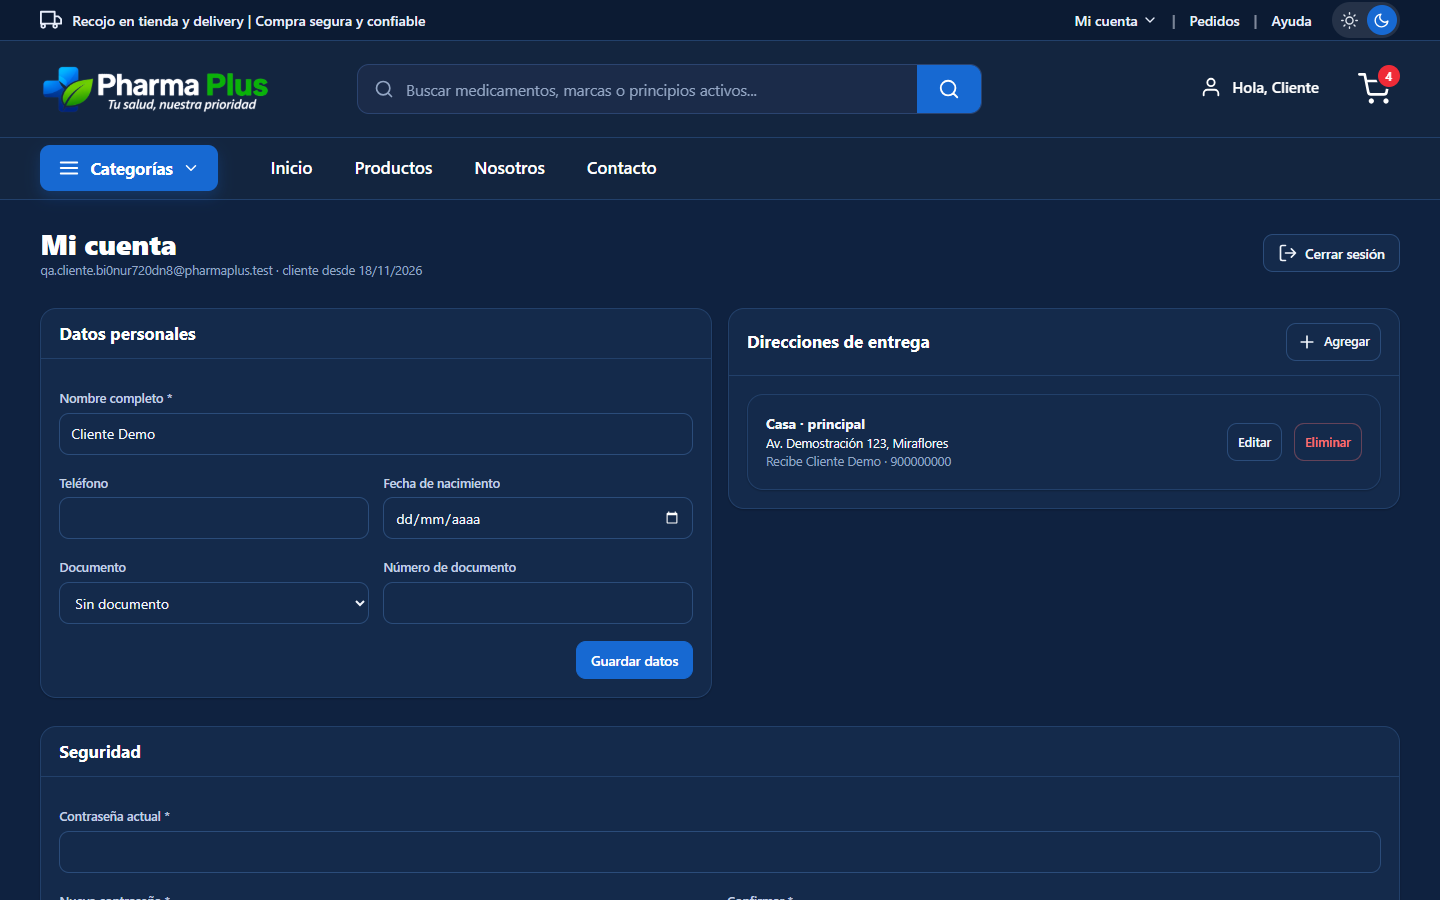 Recojo en tienda y delivery | Compra segura y confiable
Mi cuenta | Pedidos | Ayuda
Pharma Plus
Tu salud, nuestra prioridad
Buscar medicamentos, marcas o principios activos...
Hola, Cliente
4
Categorías
Inicio
Productos
Nosotros
Contacto
Mi cuenta
qa.cliente.bi0nur720dn8@pharmaplus.test · cliente desde 18/11/2026
Cerrar sesión
Datos personales
Nombre completo *
Cliente Demo
Teléfono
Fecha de nacimiento
dd/mm/aaaa
Documento
Número de documento
Sin documento
Guardar datos
Direcciones de entrega
Agregar
Casa · principal
Av. Demostración 123, Miraflores
Recibe Cliente Demo · 900000000
Editar
Eliminar
Seguridad
Contraseña actual *